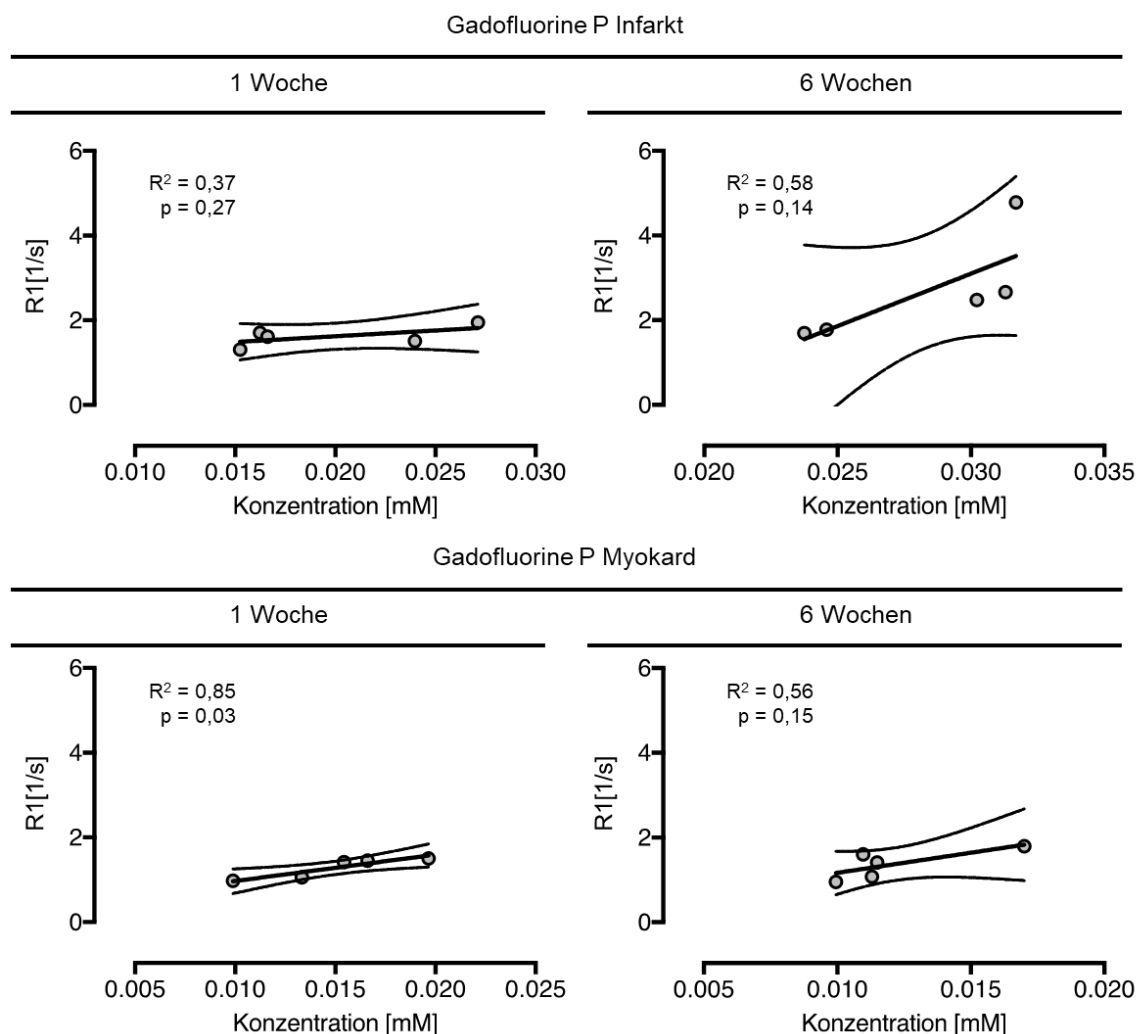 Gadofluorine P Infarkt
1 Woche
6 Wochen
6
4
2
0
R1[1/s]
R² = 0,37
p = 0,27
0.010 0.015 0.020 0.025 0.030
Konzentration [mM]
6
4
2
0
R1[1/s]
R² = 0,58
p = 0,14
0.020 0.025 0.030 0.035
Konzentration [mM]
Gadofluorine P Myokard
1 Woche
6 Wochen
6
4
2
0
R1[1/s]
R² = 0,85
p = 0,03
0.005 0.010 0.015 0.020 0.025
Konzentration [mM]
6
4
2
0
R1[1/s]
R² = 0,56
p = 0,15
0.005 0.010 0.015 0.020
Konzentration [mM]